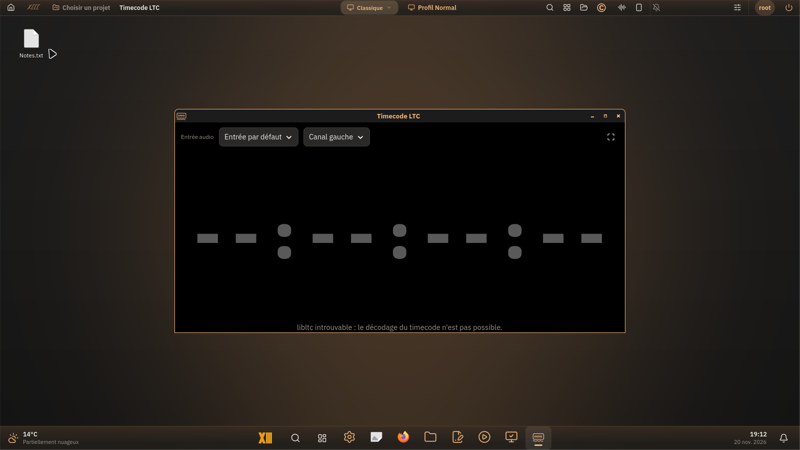 Choisir un projet
Timecode LTC
Classique
Profil Normal
root
Notes.txt
Timecode LTC
Entrée audio
Entrée par défaut
Canal gauche
-- : -- : -- : --
libltc introuvable : le décodage du timecode n'est pas possible.
14°C
Partiellement nuageux
XIII
19:12
20 nov. 2026